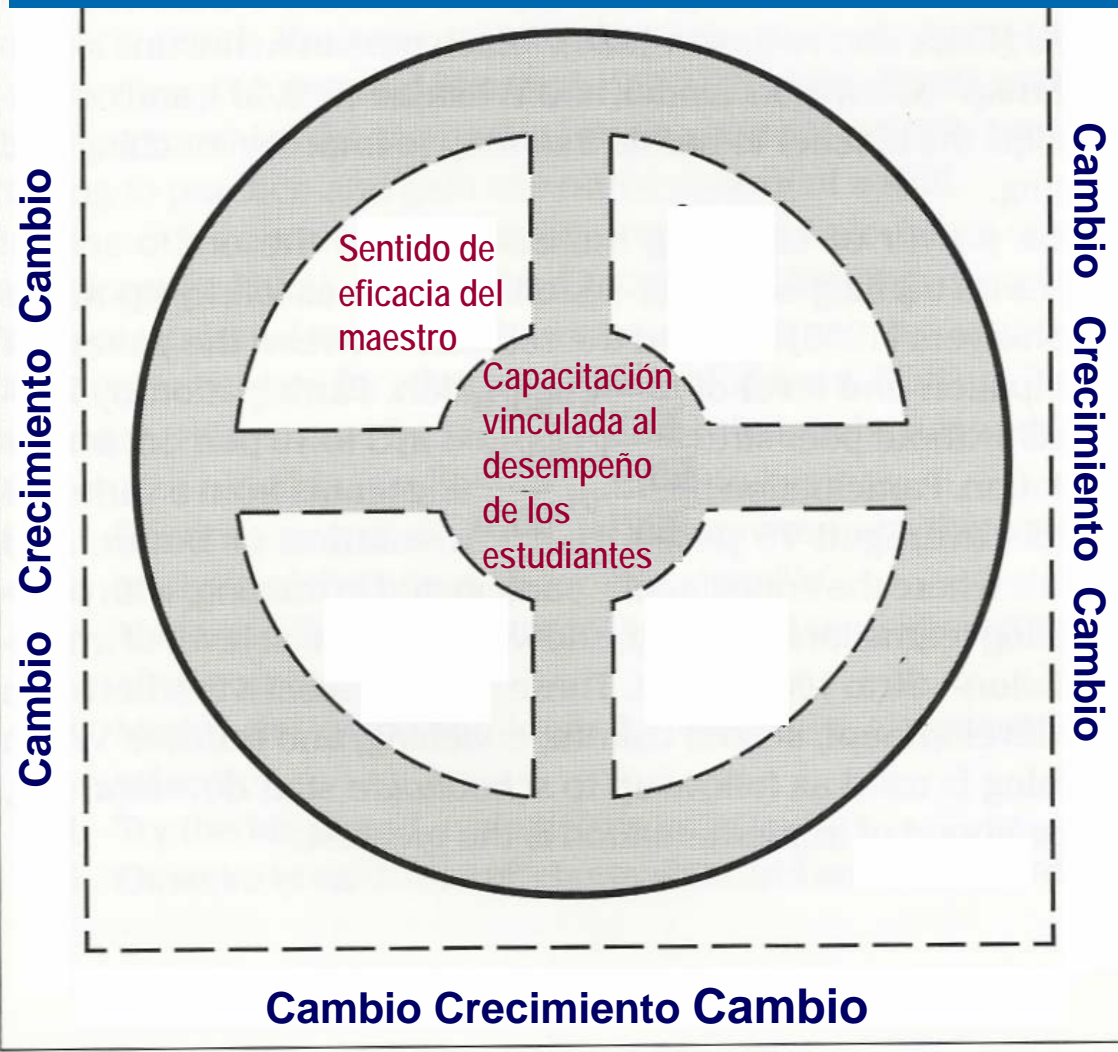 Cambio Crecimiento Cambio
Sentido de
eficacia del
maestro
Capacitación
vinculada al
desempeño
de los
estudiantes
Cambio Crecimiento Cambio
Cambio Crecimiento Cambio